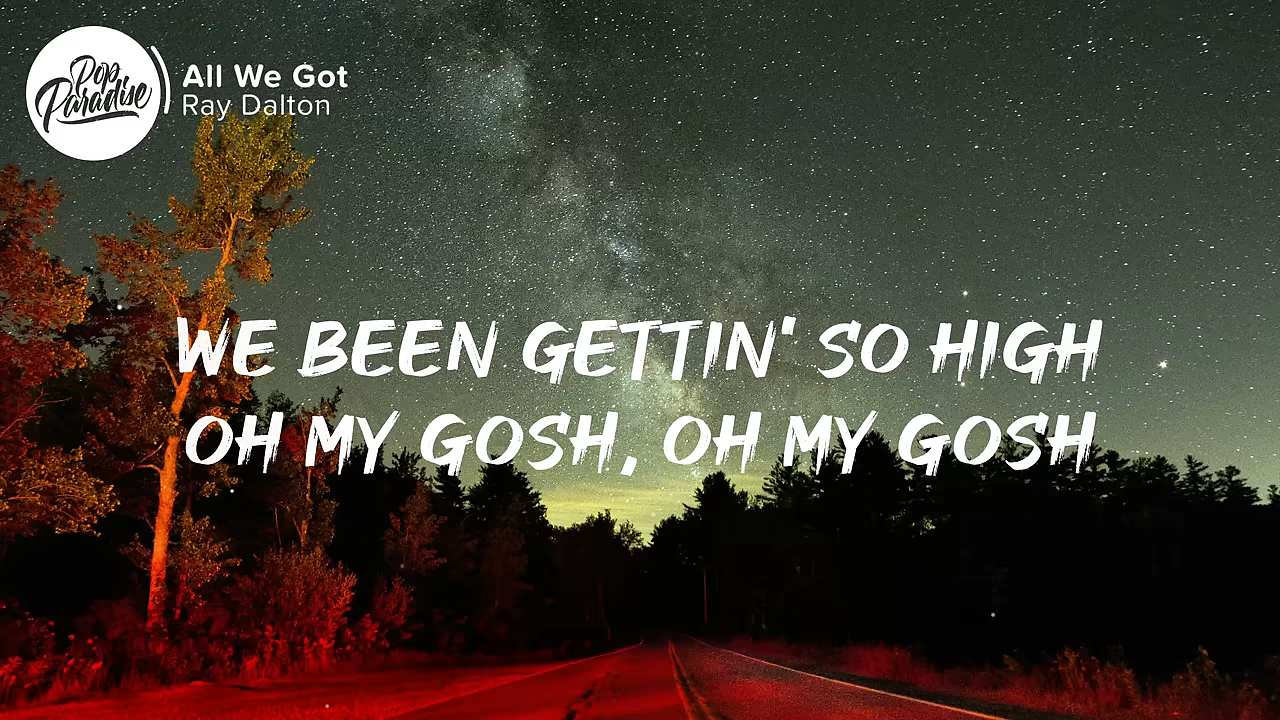 Pop
Paradise
All We Got
Ray Dalton
WE BEEN GETTIN' SO HIGH
OH MY GOSH, OH MY GOSH